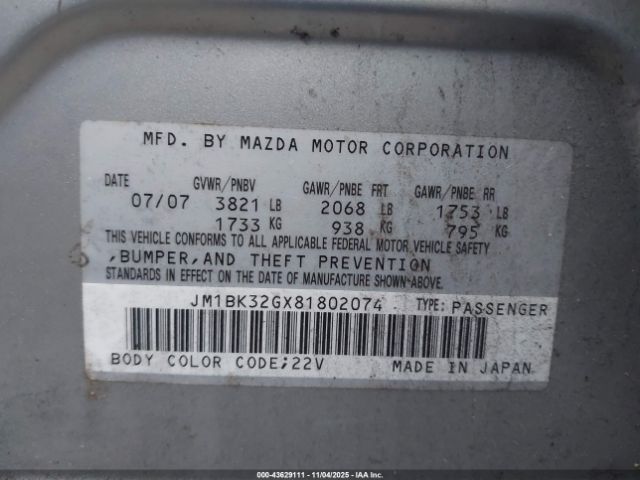 MFD. BY MAZDA MOTOR CORPORATION
DATE GVWR/PNBV GAWR/PNBE FRT GAWR/PNBE RR
07/07 3821 LB 2068 LB 1753 LB
1733 KG 938 KG 795 KG
THIS VEHICLE CONFORMS TO ALL APPLICABLE FEDERAL MOTOR VEHICLE SAFETY
,BUMPER,AND THEFT PREVENTION
STANDARDS IN EFFECT ON THE DATE OF MANUFACTURE SHOWN ABOVE.
JM1BK32GX81802074 TYPE: PASSENGER
BODY COLOR CODE;22V MADE IN JAPAN
000-43629111 - 11/04/2025 - IAAI.COM